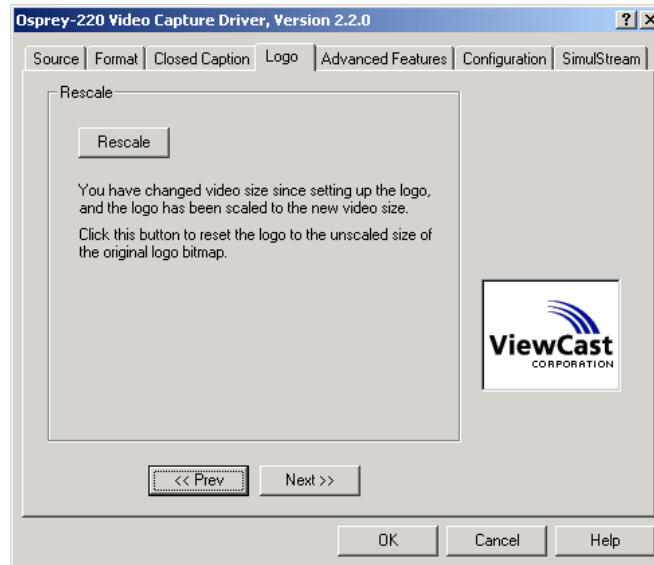 Osprey-220 Video Capture Driver, Version 2.2.0
Source Format Closed Caption Logo Advanced Features Configuration SimulStream
Rescale
Rescale
You have changed video size since setting up the logo,
and the logo has been scaled to the new video size.
Click this button to reset the logo to the unscaled size of
the original logo bitmap.
ViewCast
CORPORATION
<< Prev Next >>
OK Cancel Help